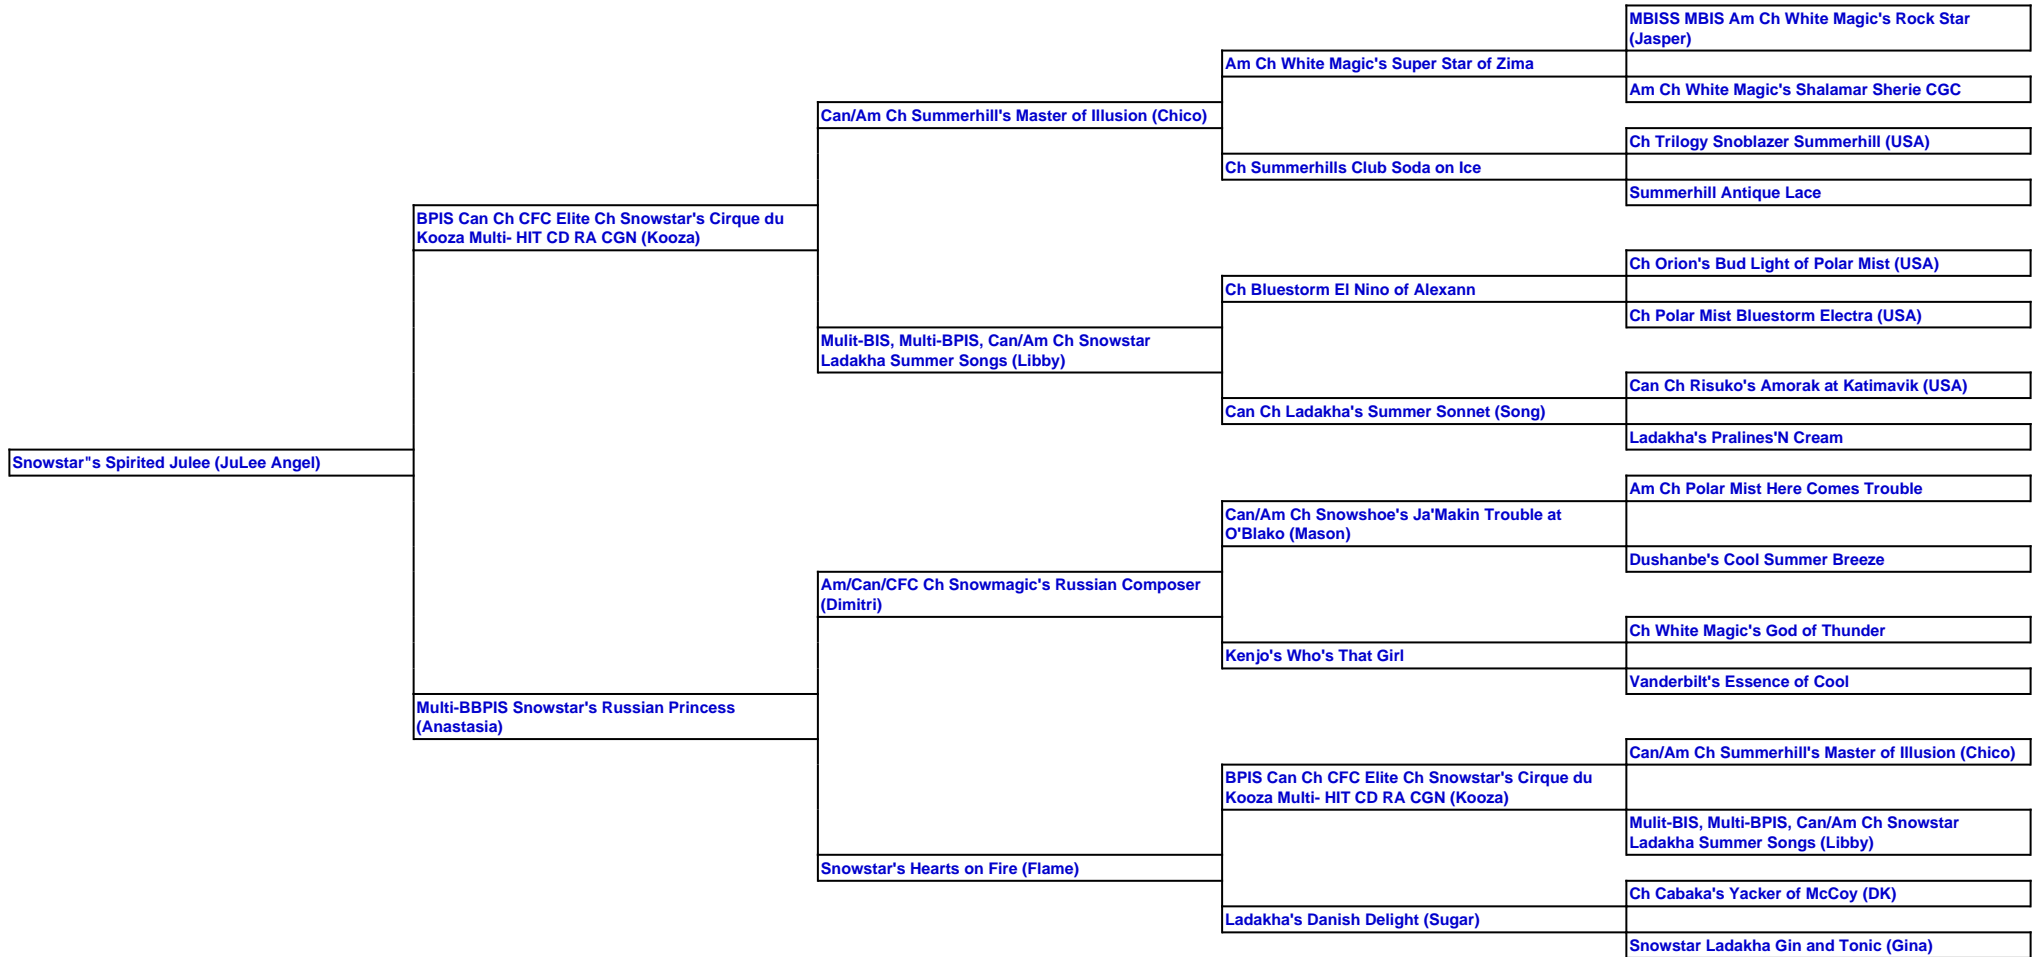 MBISS MBIS Am Ch White Magic's Rock Star
(Jasper)
Am Ch White Magic's Super Star of Zima
Am Ch White Magic's Shalamar Sherie CGC
Can/Am Ch Summerhill's Master of Illusion (Chico)
Ch Trilogy Snoblazer Summerhill (USA)
Ch Summerhills Club Soda on Ice
Summerhill Antique Lace
BPIS Can Ch CFC Elite Ch Snowstar's Cirque du
Kooza Multi- HIT CD RA CGN (Kooza)
Ch Orion's Bud Light of Polar Mist (USA)
Ch Bluestorm El Nino of Alexann
Ch Polar Mist Bluestorm Electra (USA)
Mulit-BIS, Multi-BPIS, Can/Am Ch Snowstar
Ladakha Summer Songs (Libby)
Can Ch Risuko's Amorak at Katimavik (USA)
Can Ch Ladakha's Summer Sonnet (Song)
Ladakha's Pralines'N Cream
Snowstar"s Spirited Julee (JuLee Angel)
Am Ch Polar Mist Here Comes Trouble
Can/Am Ch Snowshoe's Ja'Makin Trouble at
O'Blako (Mason)
Dushanbe's Cool Summer Breeze
Am/Can/CFC Ch Snowmagic's Russian Composer
(Dimitri)
Ch White Magic's God of Thunder
Kenjo's Who's That Girl
Vanderbilt's Essence of Cool
Multi-BBPIS Snowstar's Russian Princess
(Anastasia)
Can/Am Ch Summerhill's Master of Illusion (Chico)
BPIS Can Ch CFC Elite Ch Snowstar's Cirque du
Kooza Multi- HIT CD RA CGN (Kooza)
Mulit-BIS, Multi-BPIS, Can/Am Ch Snowstar
Ladakha Summer Songs (Libby)
Snowstar's Hearts on Fire (Flame)
Ch Cabaka's Yacker of McCoy (DK)
Ladakha's Danish Delight (Sugar)
Snowstar Ladakha Gin and Tonic (Gina)